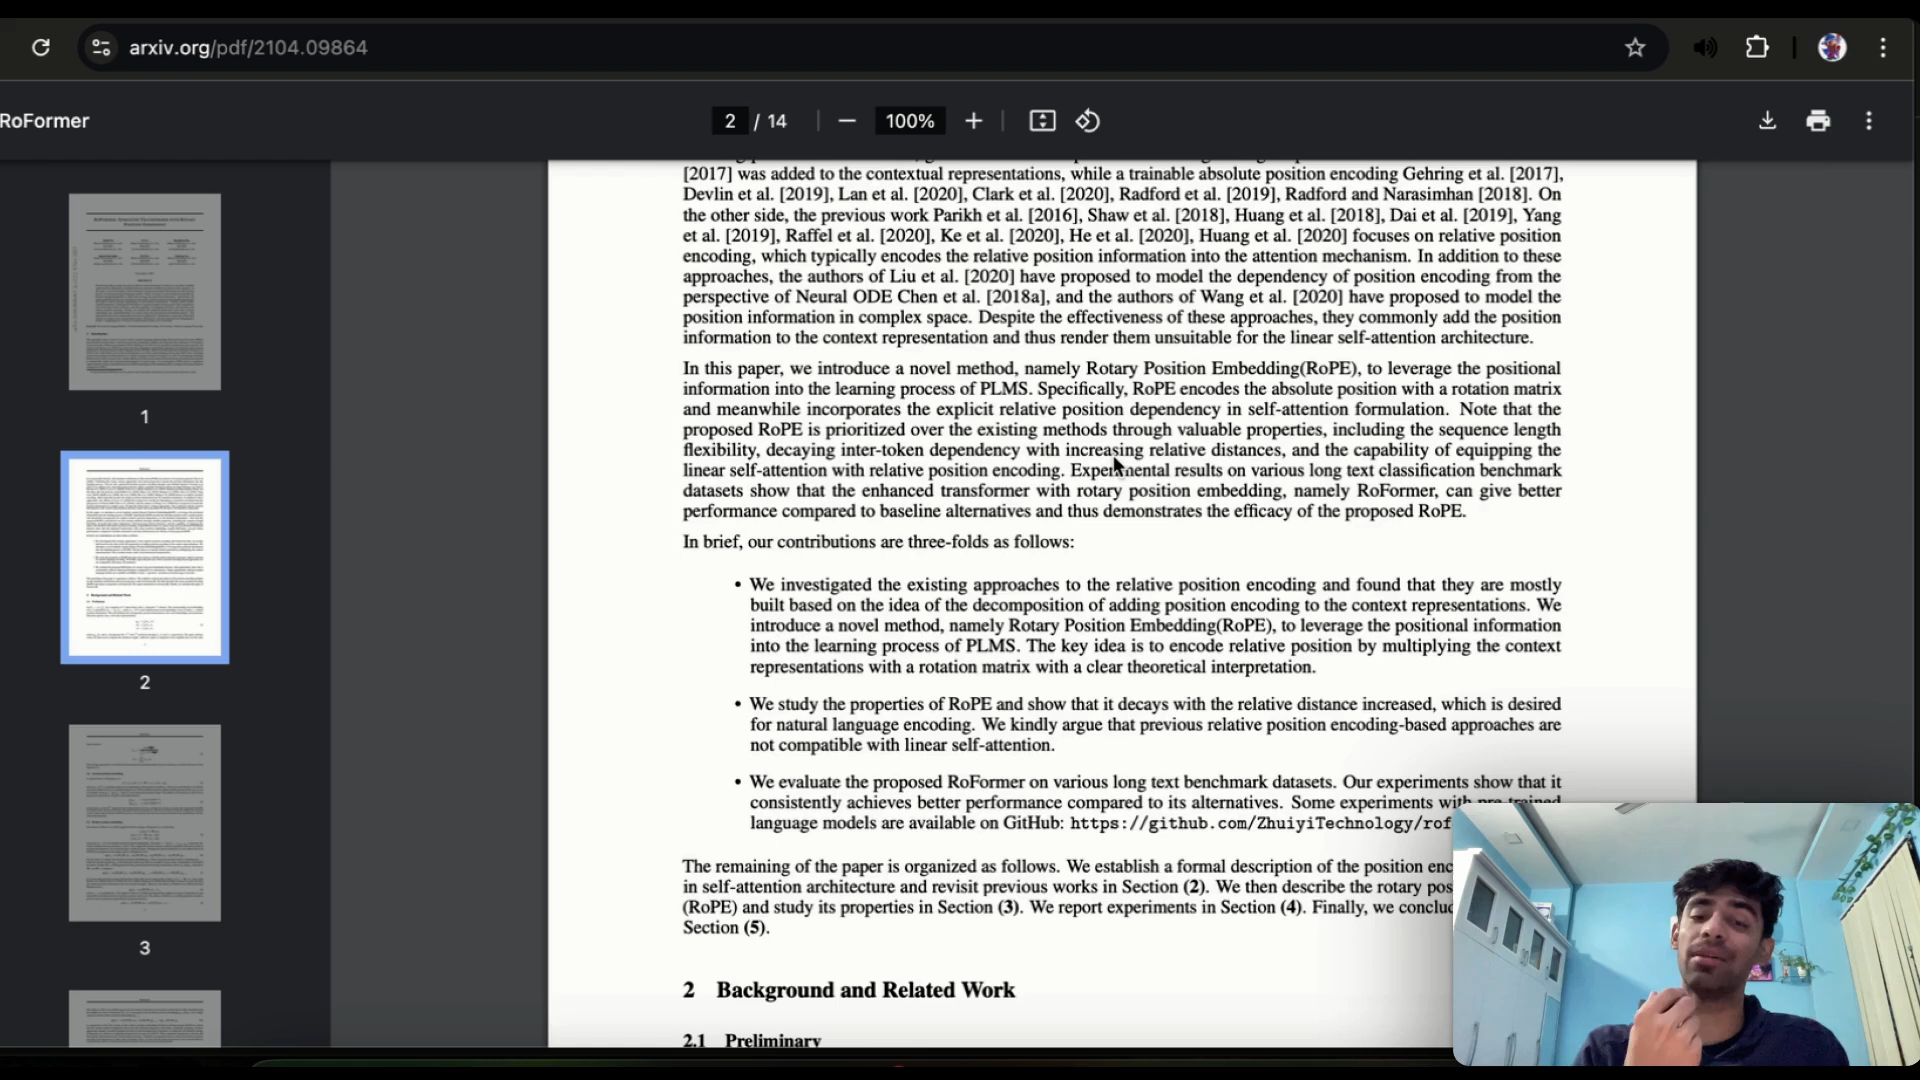 arxiv.org/pdf/2104.09864
RoFormer
2 / 14
100%
[2017] was added to the contextual representations, while a trainable absolute position encoding Gehring et al. [2017],
Devlin et al. [2019], Lan et al. [2020], Clark et al. [2020], Radford et al. [2019], Radford and Narasimhan [2018]. On
the other side, the previous work Parikh et al. [2016], Shaw et al. [2018], Huang et al. [2018], Dai et al. [2019], Yang
et al. [2019], Raffel et al. [2020], Ke et al. [2020], He et al. [2020], Huang et al. [2020] focuses on relative position
encoding, which typically encodes the relative position information into the attention mechanism. In addition to these
approaches, the authors of Liu et al. [2020] have proposed to model the dependency of position encoding from the
perspective of Neural ODE Chen et al. [2018a], and the authors of Wang et al. [2020] have proposed to model the
position information in complex space. Despite the effectiveness of these approaches, they commonly add the position
information to the context representation and thus render them unsuitable for the linear self-attention architecture.
In this paper, we introduce a novel method, namely Rotary Position Embedding(RoPE), to leverage the positional
information into the learning process of PLMS. Specifically, RoPE encodes the absolute position with a rotation matrix
and meanwhile incorporates the explicit relative position dependency in self-attention formulation. Note that the
proposed RoPE is prioritized over the existing methods through valuable properties, including the sequence length
flexibility, decaying inter-token dependency with increasing relative distances, and the capability of equipping the
linear self-attention with relative position encoding. Experimental results on various long text classification benchmark
datasets show that the enhanced transformer with rotary position embedding, namely RoFormer, can give better
performance compared to baseline alternatives and thus demonstrates the efficacy of the proposed RoPE.
In brief, our contributions are three-folds as follows:
• We investigated the existing approaches to the relative position encoding and found that they are mostly
built based on the idea of the decomposition of adding position encoding to the context representations. We
introduce a novel method, namely Rotary Position Embedding(RoPE), to leverage the positional information
into the learning process of PLMS. The key idea is to encode relative position by multiplying the context
representations with a rotation matrix with a clear theoretical interpretation.
• We study the properties of RoPE and show that it decays with the relative distance increased, which is desired
for natural language encoding. We kindly argue that previous relative position encoding-based approaches are
not compatible with linear self-attention.
• We evaluate the proposed RoFormer on various long text benchmark datasets. Our experiments show that it
consistently achieves better performance compared to its alternatives. Some experiments with pre-trained
language models are available on GitHub: https://github.com/ZhuiyiTechnology/rof
The remaining of the paper is organized as follows. We establish a formal description of the position enc
in self-attention architecture and revisit previous works in Section (2). We then describe the rotary pos
(RoPE) and study its properties in Section (3). We report experiments in Section (4). Finally, we conclu
Section (5).
2 Background and Related Work
2.1 Preliminary
1
2
3